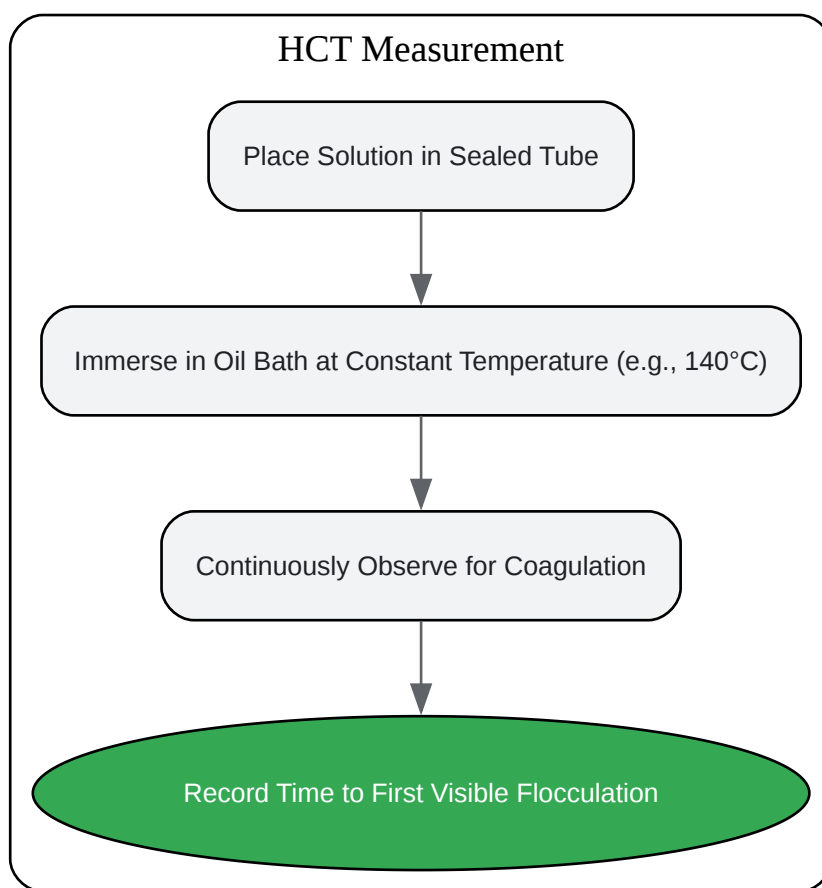 HCT Measurement
Place Solution in Sealed Tube
Immerse in Oil Bath at Constant Temperature (e.g., 140°C)
Continuously Observe for Coagulation
Record Time to First Visible Flocculation